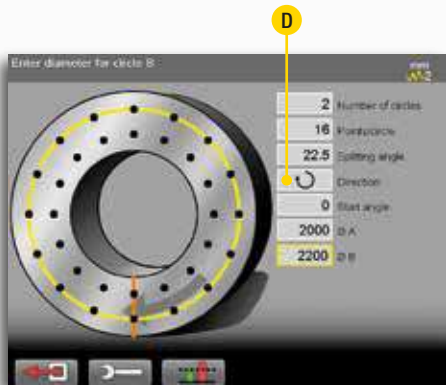 D
Enter diameter for circle B
mm
2 Number of circles
16 Points/circle
22.5 Splitting angle
Direction
0 Start angle
2000 Ø A
2200 Ø B